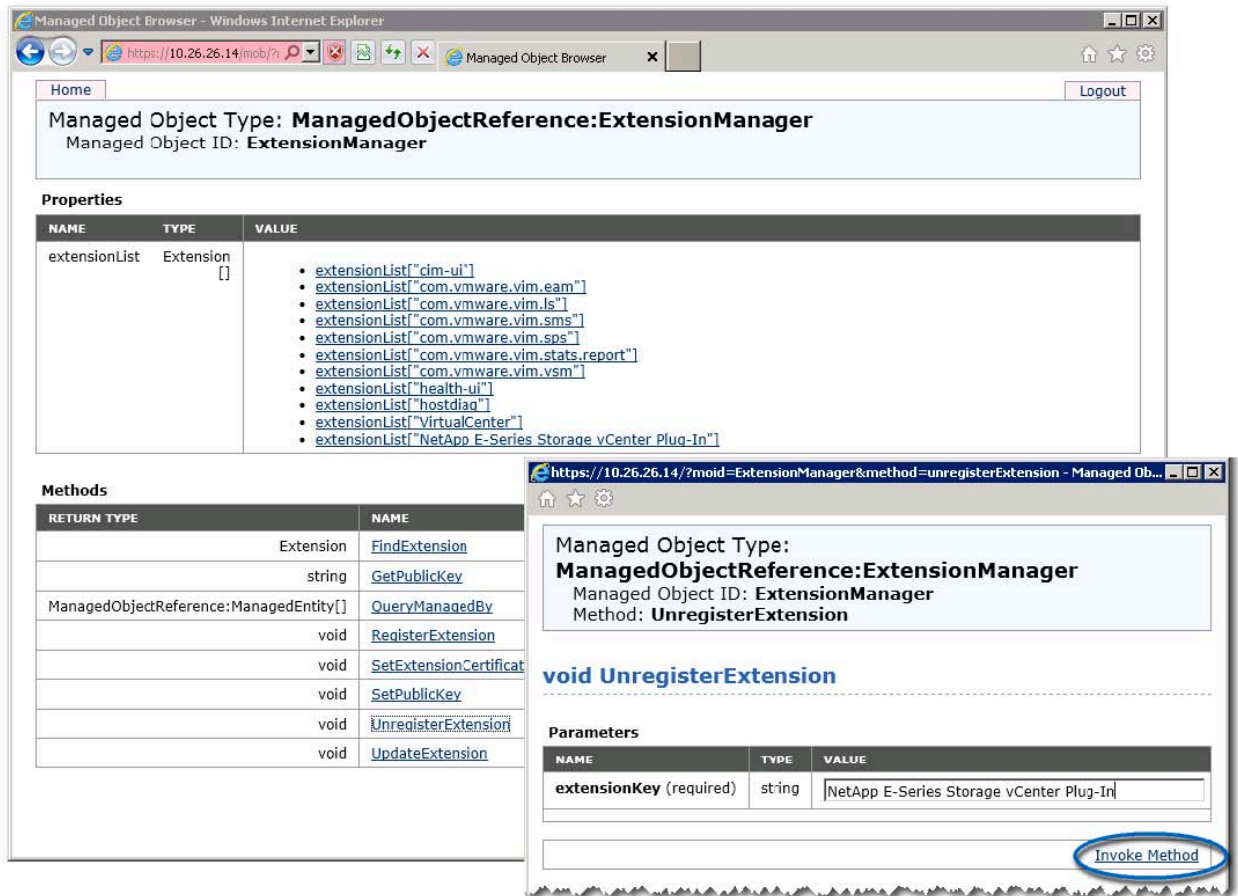 Managed Object Browser - Windows Internet Explorer
https://10.26.26.14/mob/?
Managed Object Browser
Home
Logout
Managed Object Type: ManagedObjectReference:ExtensionManager
Managed Object ID: ExtensionManager
Properties
NAME TYPE VALUE
extensionList Extension
[]
• extensionList["cim-ui"]
• extensionList["com.vmware.vim.eam"]
• extensionList["com.vmware.vim.ls"]
• extensionList["com.vmware.vim.sms"]
• extensionList["com.vmware.vim.sps"]
• extensionList["com.vmware.vim.stats.report"]
• extensionList["com.vmware.vim.vsm"]
• extensionList["health-ui"]
• extensionList["hostdiag"]
• extensionList["VirtualCenter"]
• extensionList["NetApp E-Series Storage vCenter Plug-In"]
Methods
RETURN TYPE NAME
Extension FindExtension
string GetPublicKey
ManagedObjectReference:ManagedEntity[] QueryManagedBy
void RegisterExtension
void SetExtensionCertificat
void SetPublicKey
void UnregisterExtension
void UpdateExtension
https://10.26.26.14/?moid=ExtensionManager&method=unregisterExtension - Managed Ob...
Managed Object Type:
ManagedObjectReference:ExtensionManager
Managed Object ID: ExtensionManager
Method: UnregisterExtension
void UnregisterExtension
Parameters
NAME TYPE VALUE
extensionKey (required) string NetApp E-Series Storage vCenter Plug-In
Invoke Method